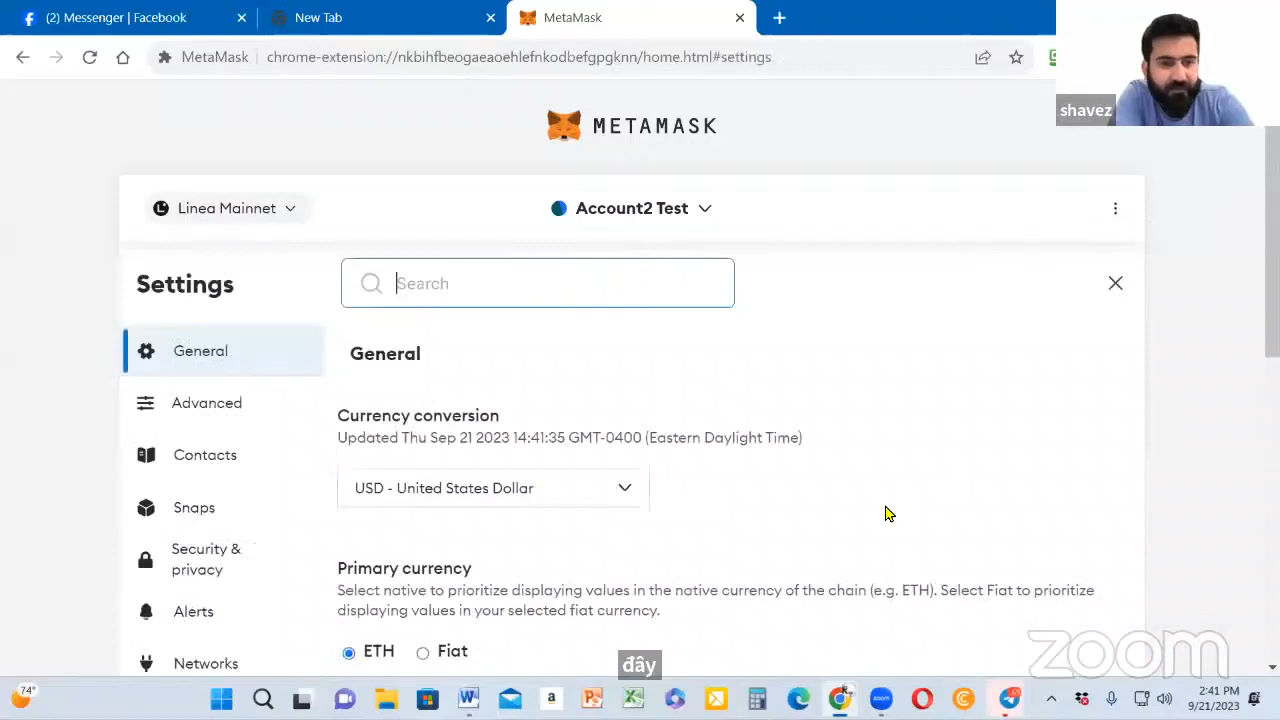 (2) Messenger | Facebook
New Tab
MetaMask
MetaMask
chrome-extension://nkbihfbeogaeaoehlefnkodbefgpgknn/home.html#settings
shavez
METAMASK
Linea Mainnet
Account2 Test
Settings
Search
General
General
Advanced
Currency conversion
Updated Thu Sep 21 2023 14:41:35 GMT-0400 (Eastern Daylight Time)
Contacts
USD - United States Dollar
Snaps
Security &
privacy
Primary currency
Select native to prioritize displaying values in the native currency of the chain (e.g. ETH). Select Fiat to prioritize
displaying values in your selected fiat currency.
Alerts
ETH
Fiat
Networks
đây
zoom
74°
2:41 PM
9/21/2023